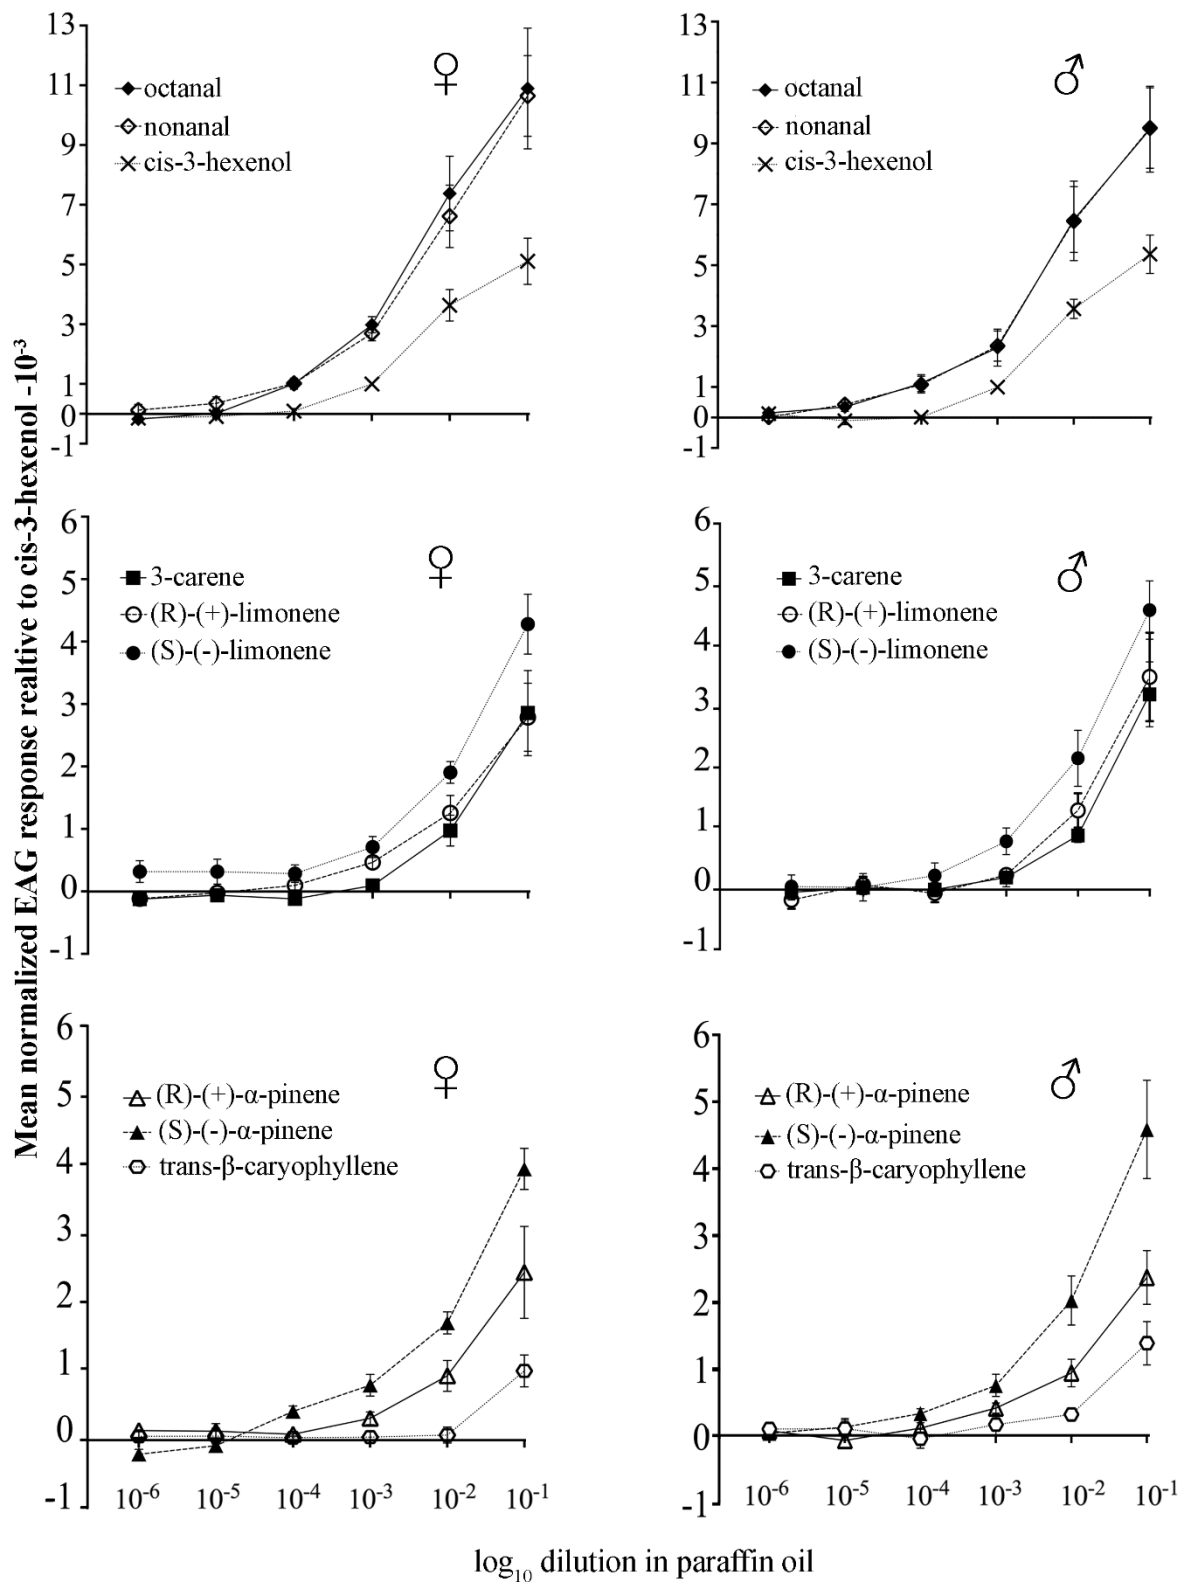 Mean normalized EAG response realtive to cis-3-hexenol -10⁻³
13
11
9
7
5
3
1
0
-1
♀
octanal
nonanal
cis-3-hexenol
13
11
9
7
5
3
1
0
-1
♂
octanal
nonanal
cis-3-hexenol
6
5
4
3
2
1
0
-1
♀
3-carene
(R)-(+)-limonene
(S)-(-)-limonene
6
5
4
3
2
1
0
-1
♂
3-carene
(R)-(+)-limonene
(S)-(-)-limonene
6
5
4
3
2
1
0
-1
♀
(R)-(+)-α-pinene
(S)-(-)-α-pinene
trans-β-caryophyllene
10⁻⁶ 10⁻⁵ 10⁻⁴ 10⁻³ 10⁻² 10⁻¹
6
5
4
3
2
1
0
-1
♂
(R)-(+)-α-pinene
(S)-(-)-α-pinene
trans-β-caryophyllene
10⁻⁶ 10⁻⁵ 10⁻⁴ 10⁻³ 10⁻² 10⁻¹
log₁₀ dilution in paraffin oil